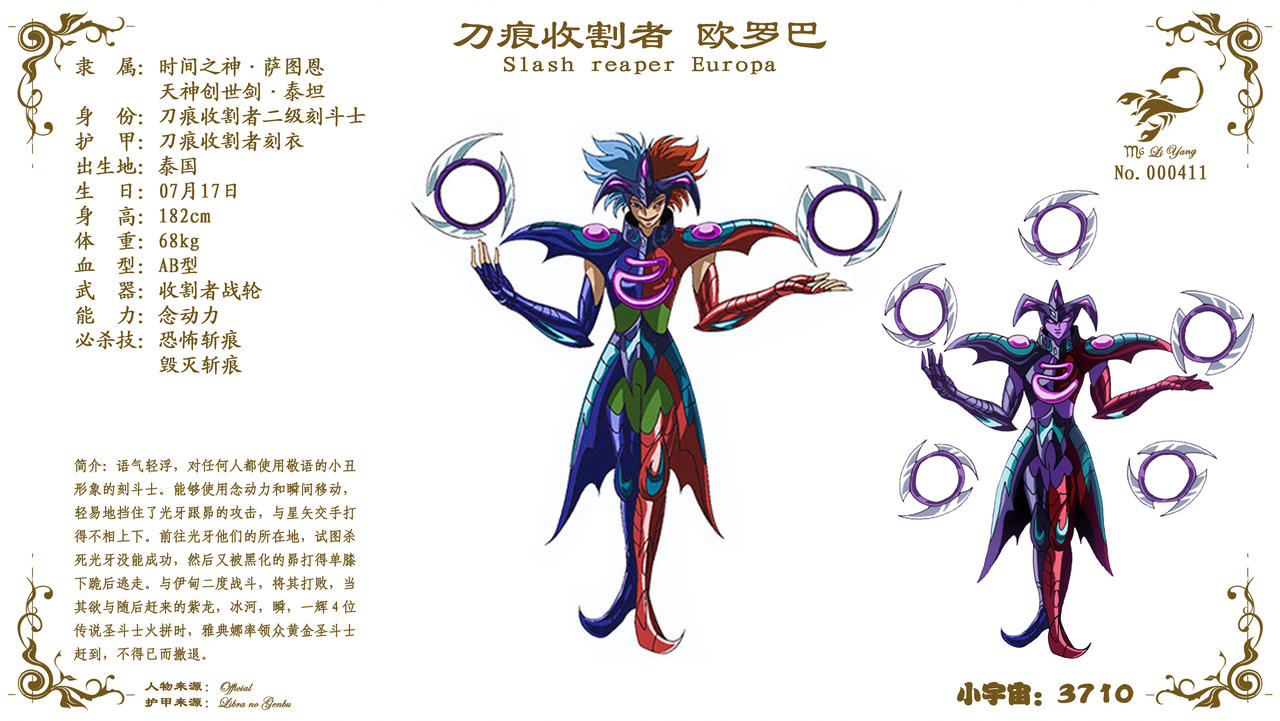 刀痕收割者 欧罗巴
Slash reaper Europa
隶 属：时间之神·萨图恩
天神创世剑·泰坦
身 份：刀痕收割者二级刻斗士
护 甲：刀痕收割者刻衣
出生地：泰国
生 日：07月17日
身 高：182cm
体 重：68kg
血 型：AB型
武 器：收割者战轮
能 力：念动力
必杀技：恐怖斩痕
毁灭斩痕
Li Yang
No.000411
简介：语气轻浮，对任何人都使用敬语的小丑
形象的刻斗士。能够使用念动力和瞬间移动，
轻易地挡住了光牙跟昴的攻击，与星矢交手打
得不相上下。前往光牙他们的所在地，试图杀
死光牙没能成功，然后又被黑化的昴打得单膝
下跪后逃走。与伊甸二度战斗，将其打败，当
其欲与随后赶来的紫龙，冰河，瞬，一辉4位
传说圣斗士火拼时，雅典娜率领众黄金圣斗士
赶到，不得已而撤退。
人物来源：Official
护甲来源：Libra no Genbu
小宇宙：3710